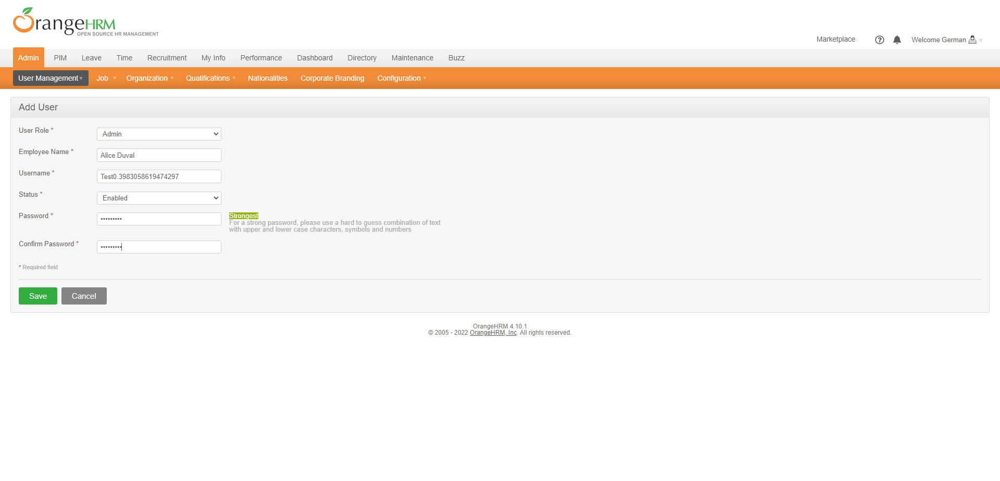 OrangeHRM
OPEN SOURCE HR MANAGEMENT
Marketplace
Welcome German
Admin PIM Leave Time Recruitment My Info Performance Dashboard Directory Maintenance Buzz
User Management Job Organization Qualifications Nationalities Corporate Branding Configuration
Add User
User Role *
Admin
Employee Name *
Alice Duval
Username *
Test0.3983058619474297
Status *
Enabled
Password *
•••••••••
Strongest
For a strong password, please use a hard to guess combination of text
with upper and lower case characters, symbols and numbers
Confirm Password *
•••••••••
* Required field
Save Cancel
OrangeHRM 4.10.1
© 2005 - 2022 OrangeHRM, Inc. All rights reserved.